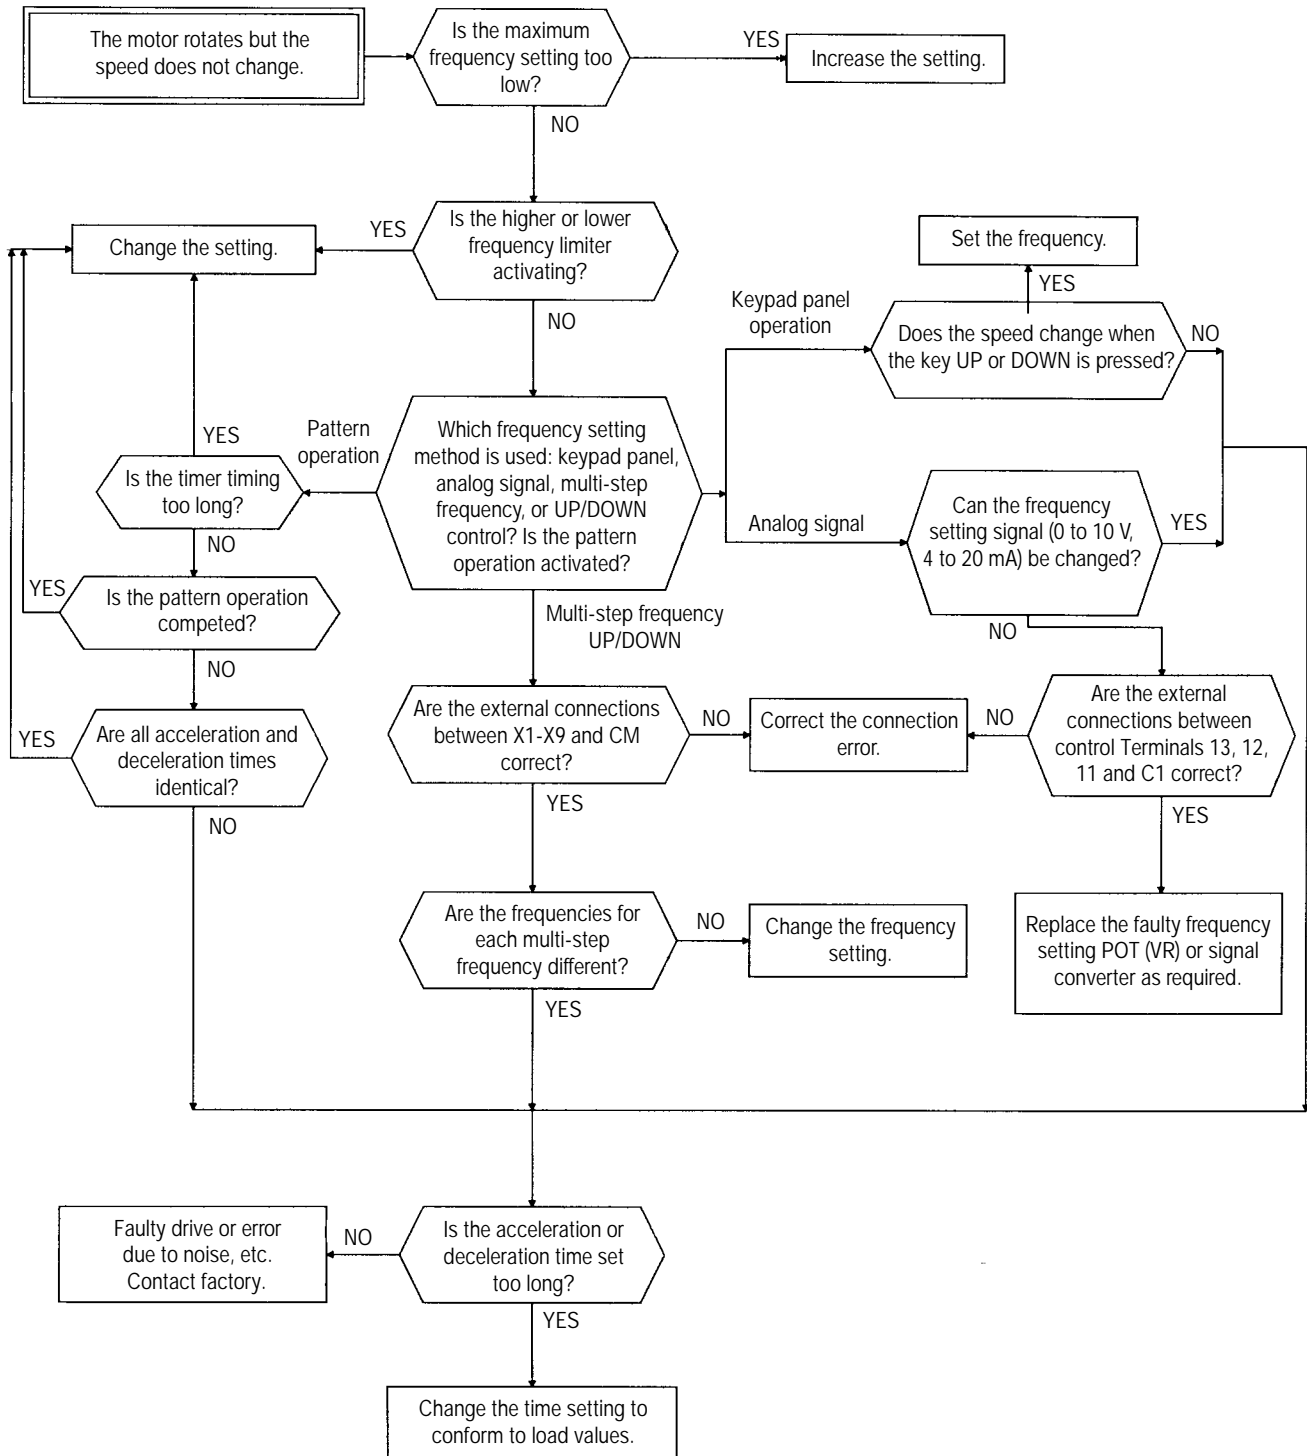 The motor rotates but the
speed does not change.
Is the maximum
frequency setting too
low?
YES
Increase the setting.
NO
Is the higher or lower
frequency limiter
activating?
YES
Change the setting.
NO
Set the frequency.
YES
Keypad panel
operation
Does the speed change when
the key UP or DOWN is pressed?
NO
Which frequency setting
method is used: keypad panel,
analog signal, multi-step
frequency, or UP/DOWN
control? Is the pattern
operation activated?
Pattern
operation
YES
Is the timer timing
too long?
NO
Analog signal
Can the frequency
setting signal (0 to 10 V,
4 to 20 mA) be changed?
YES
NO
YES
Is the pattern operation
competed?
NO
Multi-step frequency
UP/DOWN
YES
Are all acceleration and
deceleration times
identical?
NO
Are the external connections
between X1-X9 and CM
correct?
NO
Correct the connection
error.
NO
Are the external
connections between
control Terminals 13, 12,
11 and C1 correct?
YES
YES
Are the frequencies for
each multi-step
frequency different?
NO
Change the frequency
setting.
Replace the faulty frequency
setting POT (VR) or signal
converter as required.
YES
Faulty drive or error
due to noise, etc.
Contact factory.
NO
Is the acceleration or
deceleration time set
too long?
YES
Change the time setting to
conform to load values.